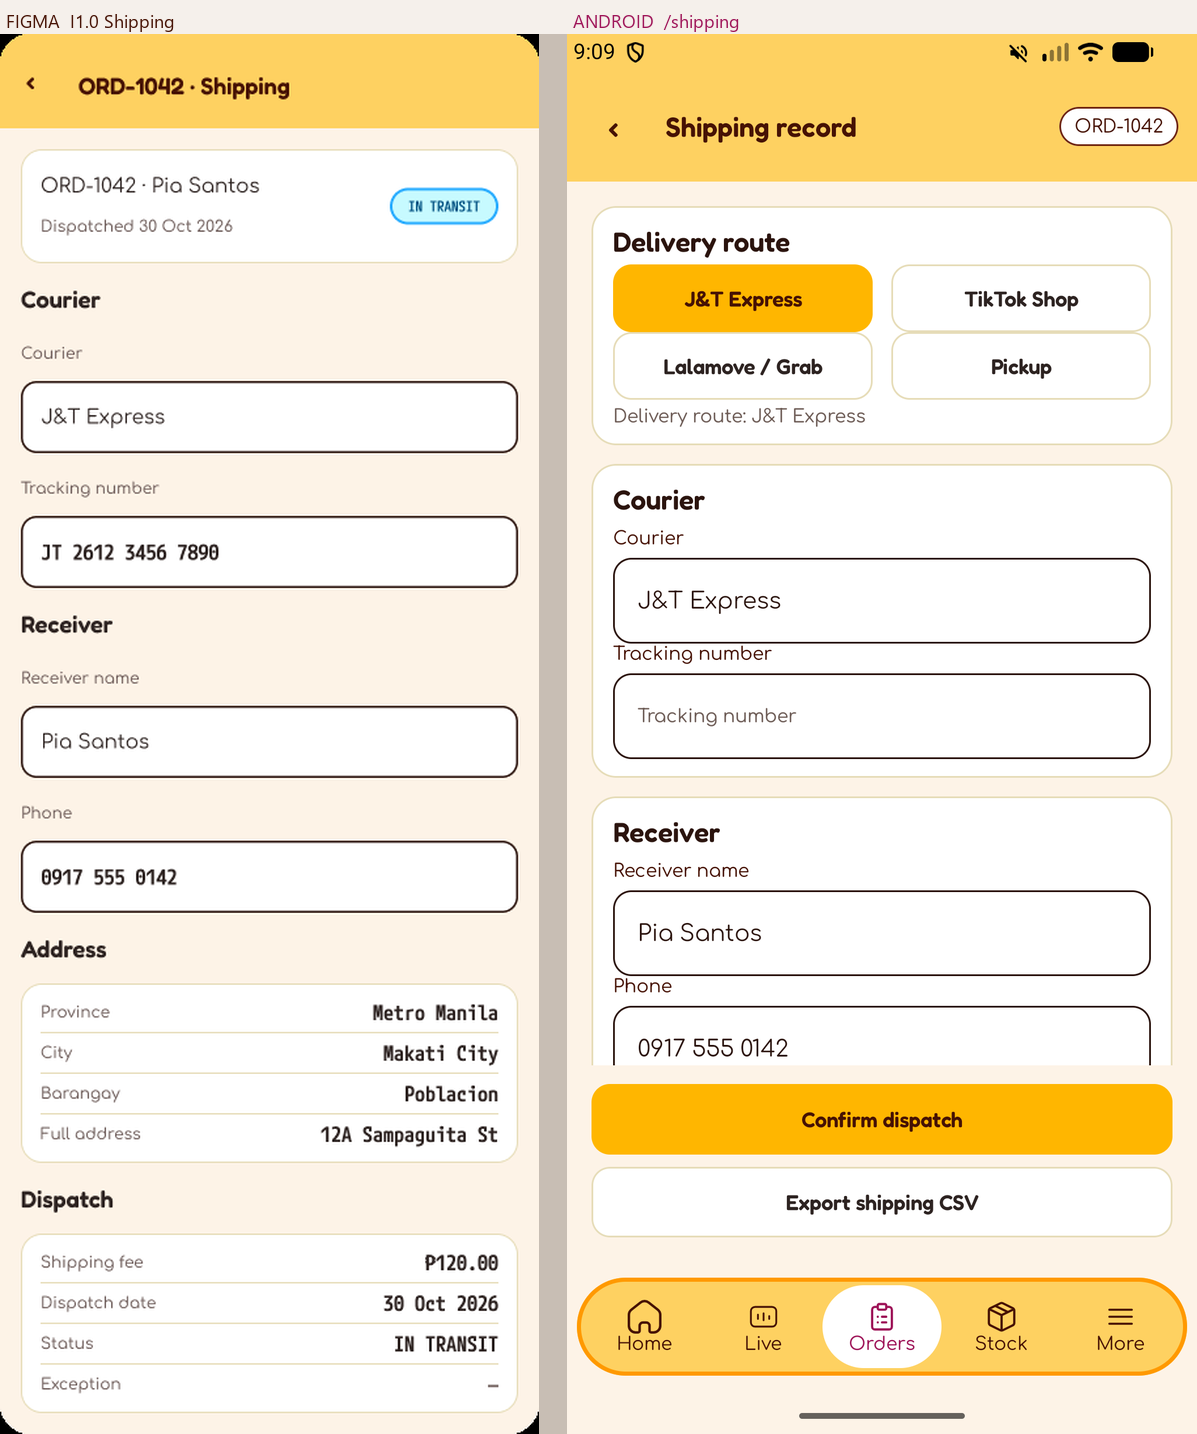 FIGMA I1.0 Shipping
ORD-1042 · Shipping
ORD-1042 · Pia Santos
Dispatched 30 Oct 2026
IN TRANSIT
Courier
Courier
J&T Express
Tracking number
JT 2612 3456 7890
Receiver
Receiver name
Pia Santos
Phone
0917 555 0142
Address
Province Metro Manila
City Makati City
Barangay Poblacion
Full address 12A Sampaguita St
Dispatch
Shipping fee ₱120.00
Dispatch date 30 Oct 2026
Status IN TRANSIT
Exception —
ANDROID /shipping
9:09
Shipping record
ORD-1042
Delivery route
J&T Express
TikTok Shop
Lalamove / Grab
Pickup
Delivery route: J&T Express
Courier
Courier
J&T Express
Tracking number
Tracking number
Receiver
Receiver name
Pia Santos
Phone
0917 555 0142
Confirm dispatch
Export shipping CSV
Home
Live
Orders
Stock
More